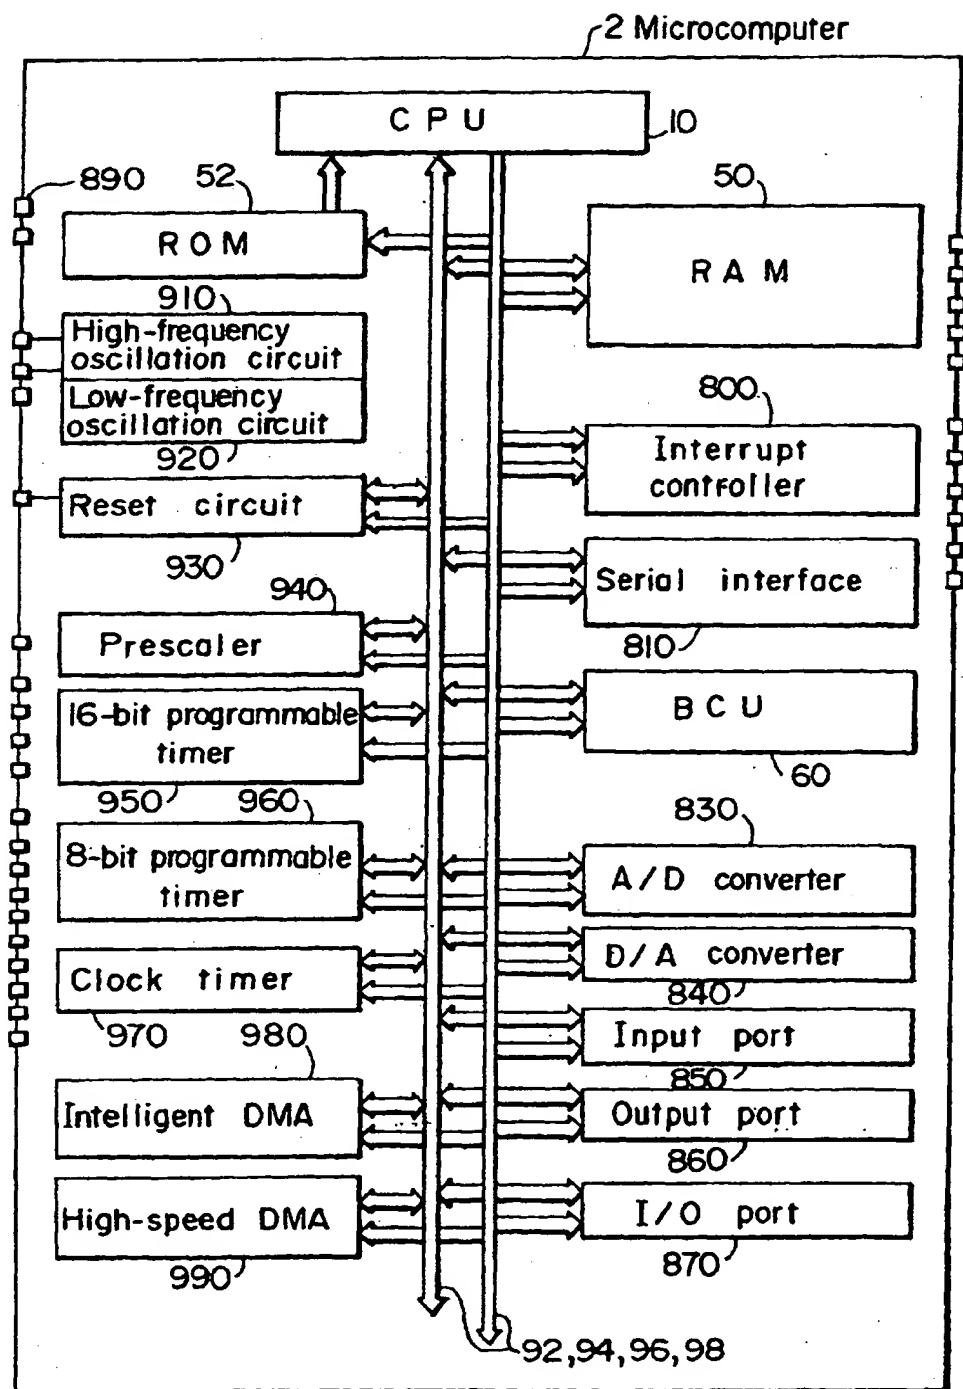 2 Microcomputer
CPU
10
890
52
50
ROM
RAM
910
High-frequency
oscillation circuit
Low-frequency
oscillation circuit
920
800
Interrupt
controller
Reset circuit
930
Serial interface
810
940
Prescaler
16-bit programmable
timer
950
BCU
60
960
8-bit programmable
timer
830
A/D converter
D/A converter
840
Clock timer
970
Input port
850
980
Intelligent DMA
Output port
860
High-speed DMA
990
I/O port
870
92,94,96,98